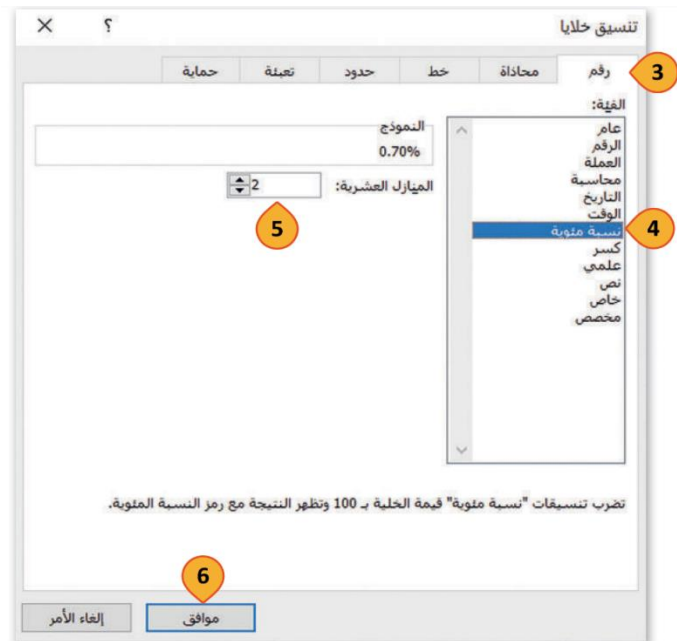 تنسيق خلايا
؟
رقم محاذاة خط حدود تعبئة حماية
3
الفئة:
عام
الرقم
العملة
محاسبة
التاريخ
الوقت
نسبة مئوية
كسر
علمي
نص
خاص
مخصص
4
النموذج
0.70%
المنازل العشرية: 2
5
تضرب تنسيقات "نسبة مئوية" قيمة الخلية بـ 100 وتظهر النتيجة مع رمز النسبة المئوية.
6
موافق إلغاء الأمر